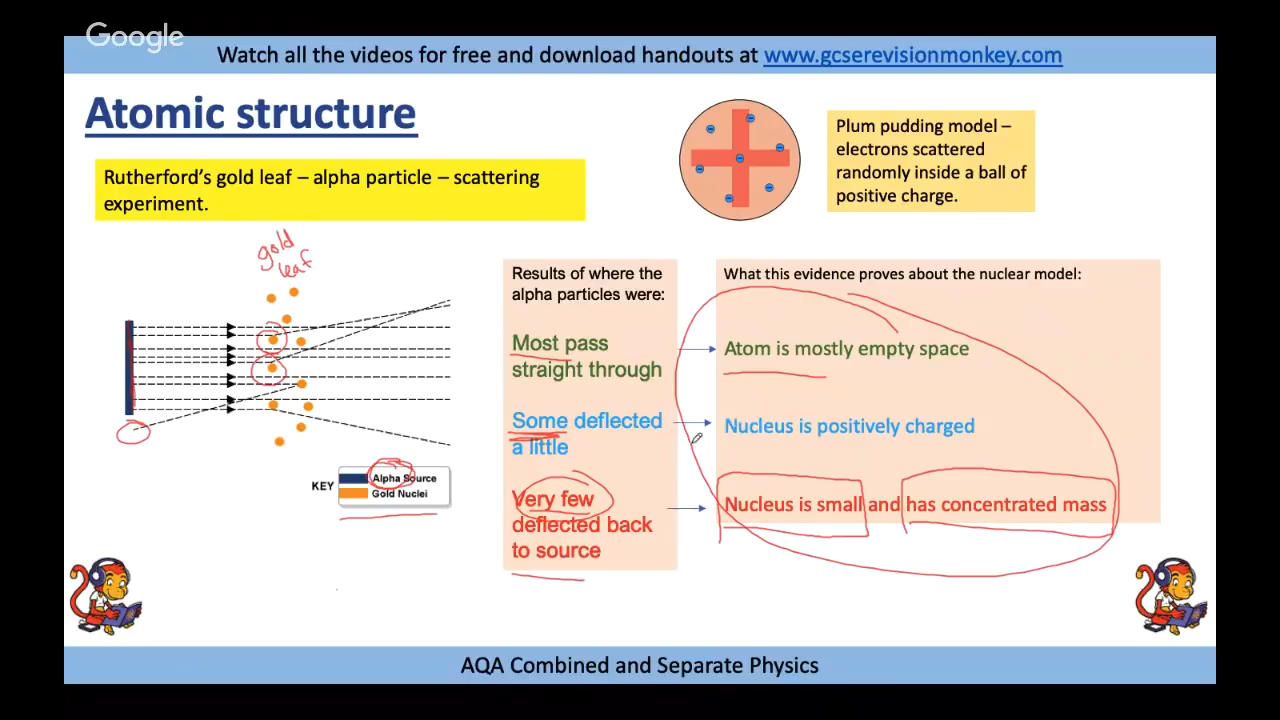 Google
Watch all the videos for free and download handouts at www.gcserevisionmonkey.com
Atomic structure
Rutherford's gold leaf – alpha particle – scattering
experiment.
Plum pudding model –
electrons scattered
randomly inside a ball of
positive charge.
gold
leaf
KEY
Alpha Source
Gold Nuclei
Results of where the
alpha particles were:
Most pass
straight through
Some deflected
a little
Very few
deflected back
to source
What this evidence proves about the nuclear model:
Atom is mostly empty space
Nucleus is positively charged
Nucleus is small and has concentrated mass
AQA Combined and Separate Physics